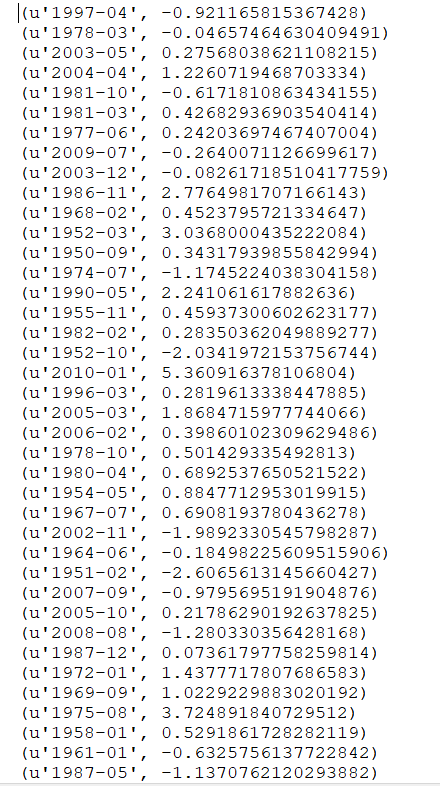 (u'1997-04', -0.921165815367428)
(u'1978-03', -0.04657464630409491)
(u'2003-05', 0.27568038621108215)
(u'2004-04', 1.22607194687033​34)
(u'1981-10', -0.6171810863434155)
(u'1981-03', 0.42682936903540414)
(u'1977-06', 0.24203697467407004)
(u'2009-07', -0.2640071126699617)
(u'2003-12', -0.08261718510417759)
(u'1986-11', 2.7764981707166143)
(u'1968-02', 0.4523795721334647)
(u'1952-03', 3.0368000435222084)
(u'1950-09', 0.34317939855842994)
(u'1974-07', -1.1745224038304158)
(u'1990-05', 2.241061617882636)
(u'1955-11', 0.45937300602623177)
(u'1982-02', 0.28350362049889277)
(u'1952-10', -2.0341972153756744)
(u'2010-01', 5.360916378106804)
(u'1996-03', 0.2819613338447885)
(u'2005-03', 1.8684715977744066)
(u'2006-02', 0.39860102309629486)
(u'1978-10', 0.501429335492813)
(u'1980-04', 0.6892537650521522)
(u'1954-05', 0.8847712953019915)
(u'1967-07', 0.6908193780436278)
(u'2002-11', -1.9892330545798287)
(u'1964-06', -0.18498225609515906)
(u'1951-02', -2.6065613145660427)
(u'2007-09', -0.9795695191904876)
(u'2005-10', 0.21786290192637825)
(u'2008-08', -1.280330356428168)
(u'1987-12', 0.07361797758259814)
(u'1972-01', 1.4377717807686583)
(u'1969-09', 1.0229229883020192)
(u'1975-08', 3.724891840729512)
(u'1958-01', 0.5291861728282119)
(u'1961-01', -0.6325756137722842)
(u'1987-05', -1.1370762120293882)